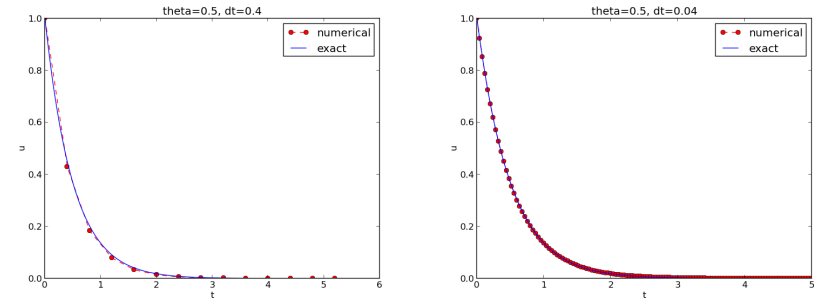 theta=0.5, dt=0.4
numerical
exact
1.0
0.8
0.6
0.4
0.2
0.0
u
0 1 2 3 4 5 6
t
theta=0.5, dt=0.04
numerical
exact
1.0
0.8
0.6
0.4
0.2
0.0
u
0 1 2 3 4 5
t